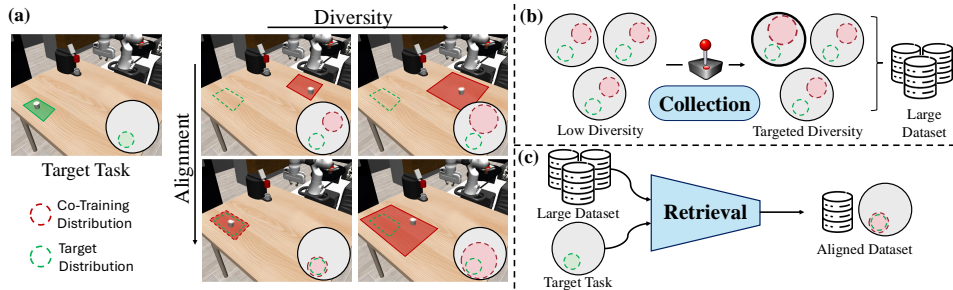 (a)
Diversity
Alignment
Target Task
Co-Training
Distribution
Target
Distribution
(b)
Low Diversity
Collection
Targeted Diversity
Large
Dataset
(c)
Large Dataset
Target Task
Retrieval
Aligned Dataset